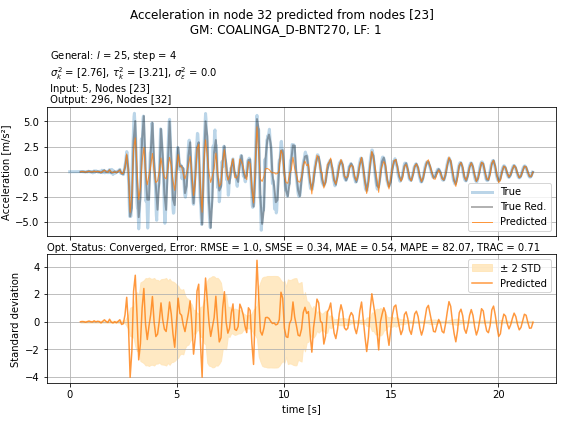 Acceleration in node 32 predicted from nodes [23]
GM: COALINGA_D-BNT270, LF: 1
General: l = 25, step = 4
σ²ₖ = [2.76], τ²ₖ = [3.21], σ²ε = 0.0
Input: 5, Nodes [23]
Output: 296, Nodes [32]
Acceleration [m/s²]
5.0
2.5
0.0
−2.5
−5.0
True
True Red.
Predicted
Opt. Status: Converged, Error: RMSE = 1.0, SMSE = 0.34, MAE = 0.54, MAPE = 82.07, TRAC = 0.71
Standard deviation
4
2
0
−2
−4
± 2 STD
Predicted
0 5 10 15 20
time [s]